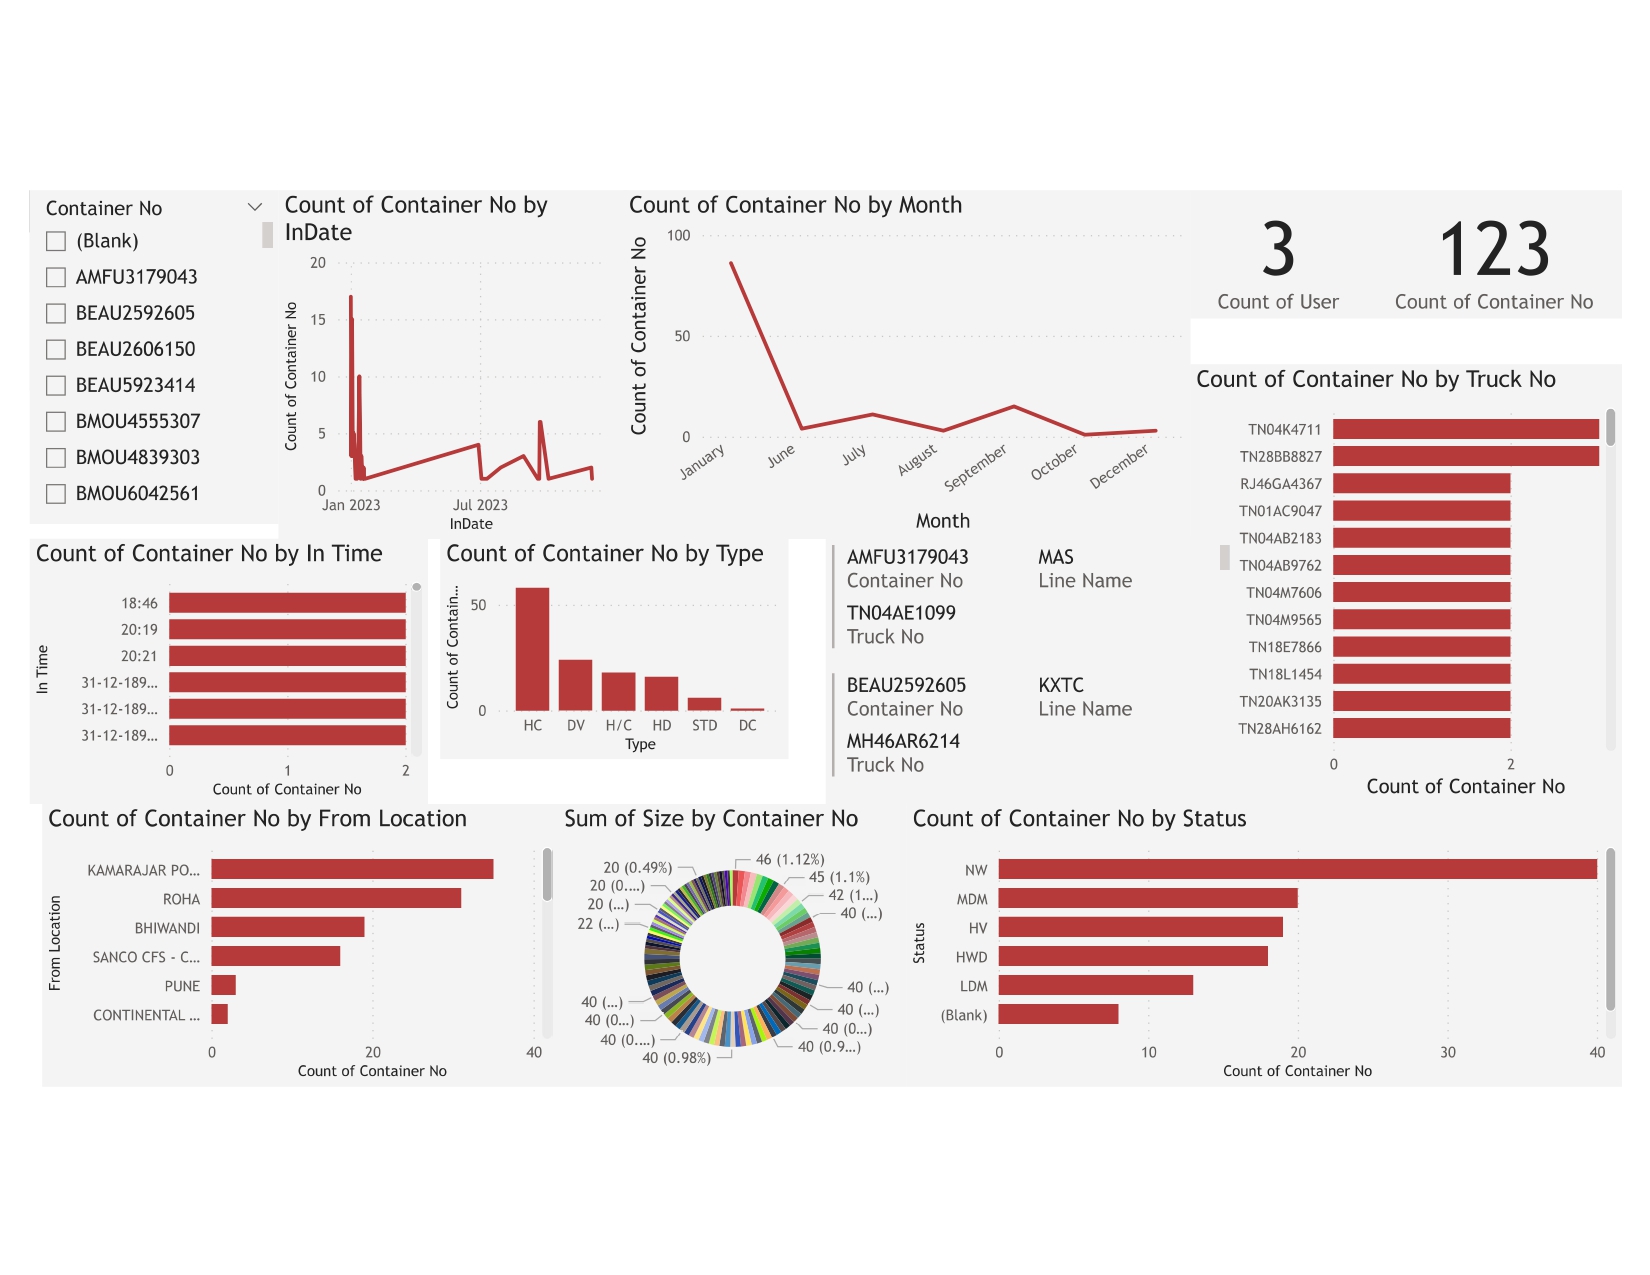 Container No
(Blank)
AMFU3179043
BEAU2592605
BEAU2606150
BEAU5923414
BMOU4555307
BMOU4839303
BMOU6042561
Count of Container No by
InDate
Count of Container No
20
15
10
5
0
Jan 2023
Jul 2023
InDate
Count of Container No by Month
Count of Container No
100
50
0
January
June
July
August
September
October
December
Month
3
Count of User
123
Count of Container No
Count of Container No by Truck No
TN04K4711
TN28BB8827
RJ46GA4367
TN01AC9047
TN04AB2183
TN04AB9762
TN04M7606
TN04M9565
TN18E7866
TN18L1454
TN20AK3135
TN28AH6162
0
2
Count of Container No
Count of Container No by In Time
In Time
18:46
20:19
20:21
31-12-189...
31-12-189...
31-12-189...
0
1
2
Count of Container No
Count of Container No by Type
Count of Contain...
50
0
HC
DV
H/C
HD
STD
DC
Type
AMFU3179043
Container No
MAS
Line Name
TN04AE1099
Truck No
BEAU2592605
Container No
KXTC
Line Name
MH46AR6214
Truck No
Count of Container No by From Location
From Location
KAMARAJAR PO...
ROHA
BHIWANDI
SANCO CFS - C...
PUNE
CONTINENTAL ...
0
20
40
Count of Container No
Sum of Size by Container No
46 (1.12%)
45 (1.1%)
42 (1...)
40 (...)
40 (...)
40 (...)
40 (0...)
40 (0.9...)
40 (0.98%)
40 (0....)
40 (0...)
40 (...)
22 (...)
20 (...)
20 (0....)
20 (0.49%)
Count of Container No by Status
Status
NW
MDM
HV
HWD
LDM
(Blank)
0
10
20
30
40
Count of Container No